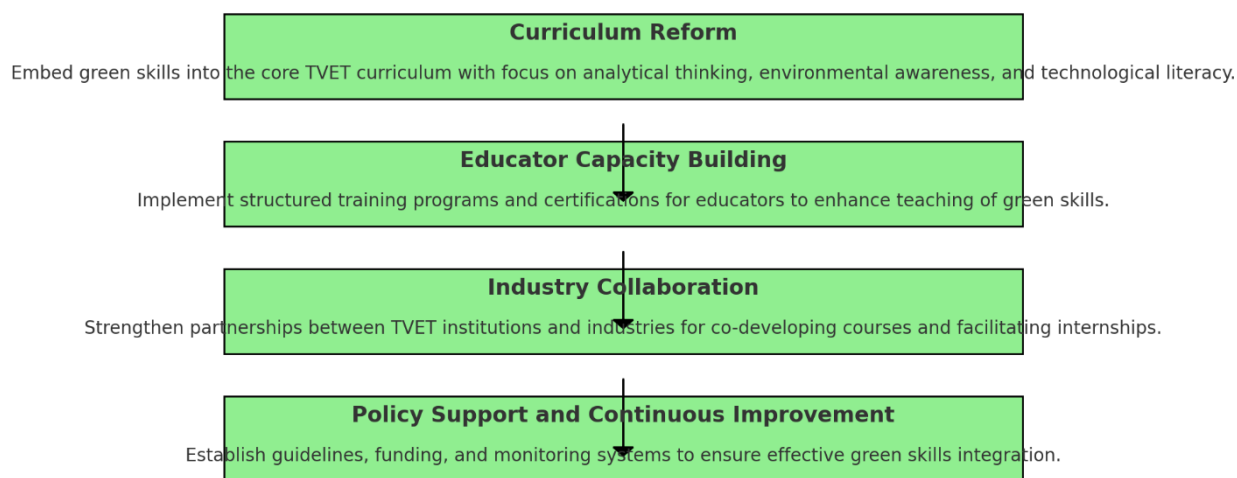 Curriculum Reform
Embed green skills into the core TVET curriculum with focus on analytical thinking, environmental awareness, and technological literacy.
Educator Capacity Building
Implement structured training programs and certifications for educators to enhance teaching of green skills.
Industry Collaboration
Strengthen partnerships between TVET institutions and industries for co-developing courses and facilitating internships.
Policy Support and Continuous Improvement
Establish guidelines, funding, and monitoring systems to ensure effective green skills integration.